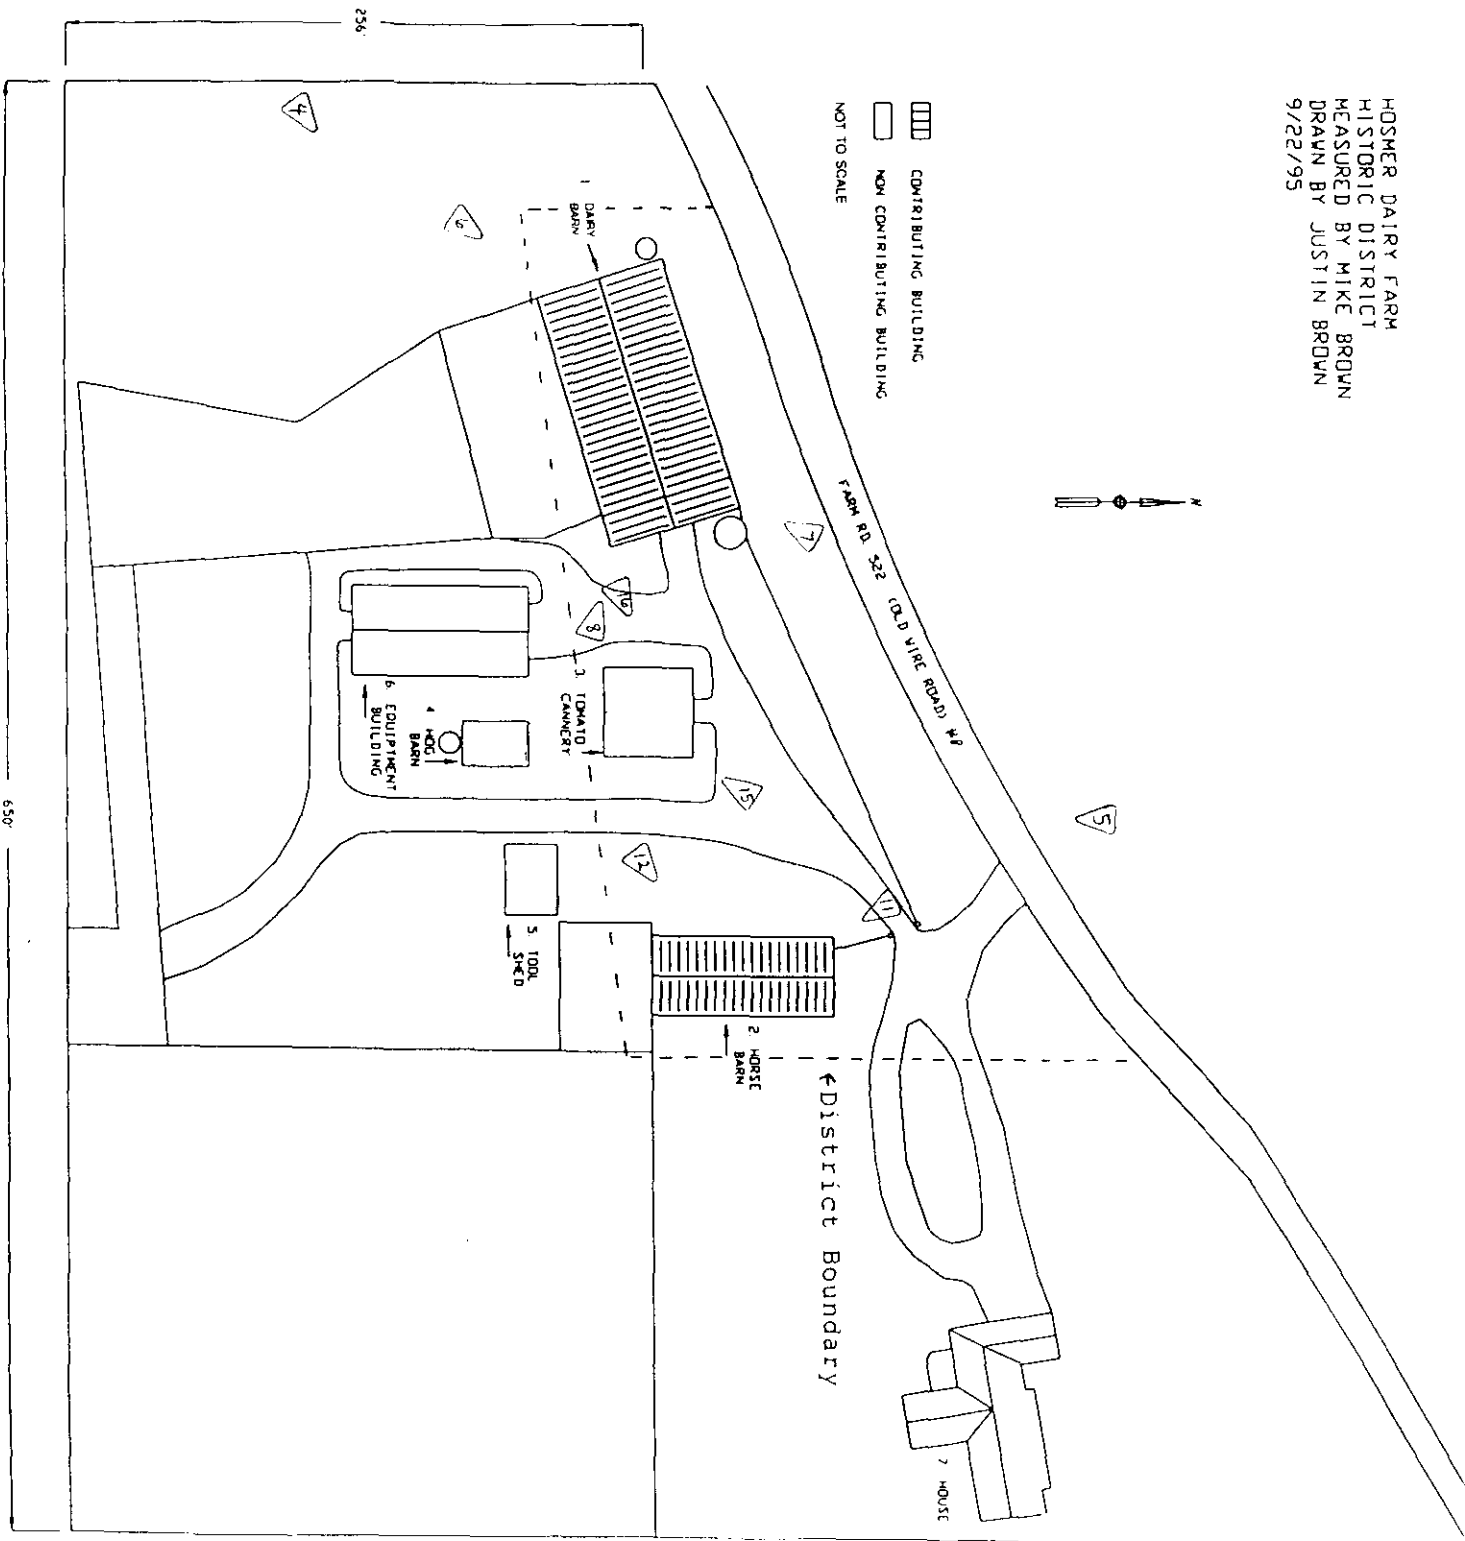 HOSMER DAIRY FARM
HISTORIC DISTRICT
MEASURED BY MIKE BROWN
DRAWN BY JUSTIN BROWN
9/22/95
N
CONTRIBUTING BUILDING
NON CONTRIBUTING BUILDING
NOT TO SCALE
FARM RD. 522 (OLD WIRE ROAD) #8
256'
650'
1
DAIRY
BARN
2. HORSE
BARN
3. TOMATO
CANNERY
4 HOG
BARN
5. TOOL
SHED
6. EQUIPTMENT
BUILDING
7 HOUSE
District Boundary
4
6
7
5
16
8
15
12
11